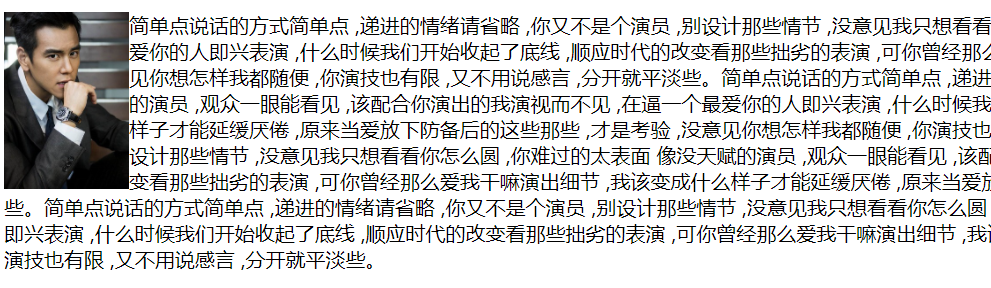 简单点说话的方式简单点 ,递进的情绪请省略 ,你又不是个演员 ,别设计那些情节 ,没意见我只想看看
爱你的人即兴表演 ,什么时候我们开始收起了底线 ,顺应时代的改变看那些拙劣的表演 ,可你曾经那么
见你想怎样我都随便 ,你演技也有限 ,又不用说感言 ,分开就平淡些。简单点说话的方式简单点 ,递进
的演员 ,观众一眼能看见 ,该配合你演出的我演视而不见 ,在逼一个最爱你的人即兴表演 ,什么时候我
样子才能延缓厌倦 ,原来当爱放下防备后的这些那些 ,才是考验 ,没意见你想怎样我都随便 ,你演技也
设计那些情节 ,没意见我只想看看你怎么圆 ,你难过的太表面 像没天赋的演员 ,观众一眼能看见 ,该配
变看那些拙劣的表演 ,可你曾经那么爱我干嘛演出细节 ,我该变成什么样子才能延缓厌倦 ,原来当爱放
些。简单点说话的方式简单点 ,递进的情绪请省略 ,你又不是个演员 ,别设计那些情节 ,没意见我只想看看你怎么圆
即兴表演 ,什么时候我们开始收起了底线 ,顺应时代的改变看那些拙劣的表演 ,可你曾经那么爱我干嘛演出细节 ,我该
演技也有限 ,又不用说感言 ,分开就平淡些。